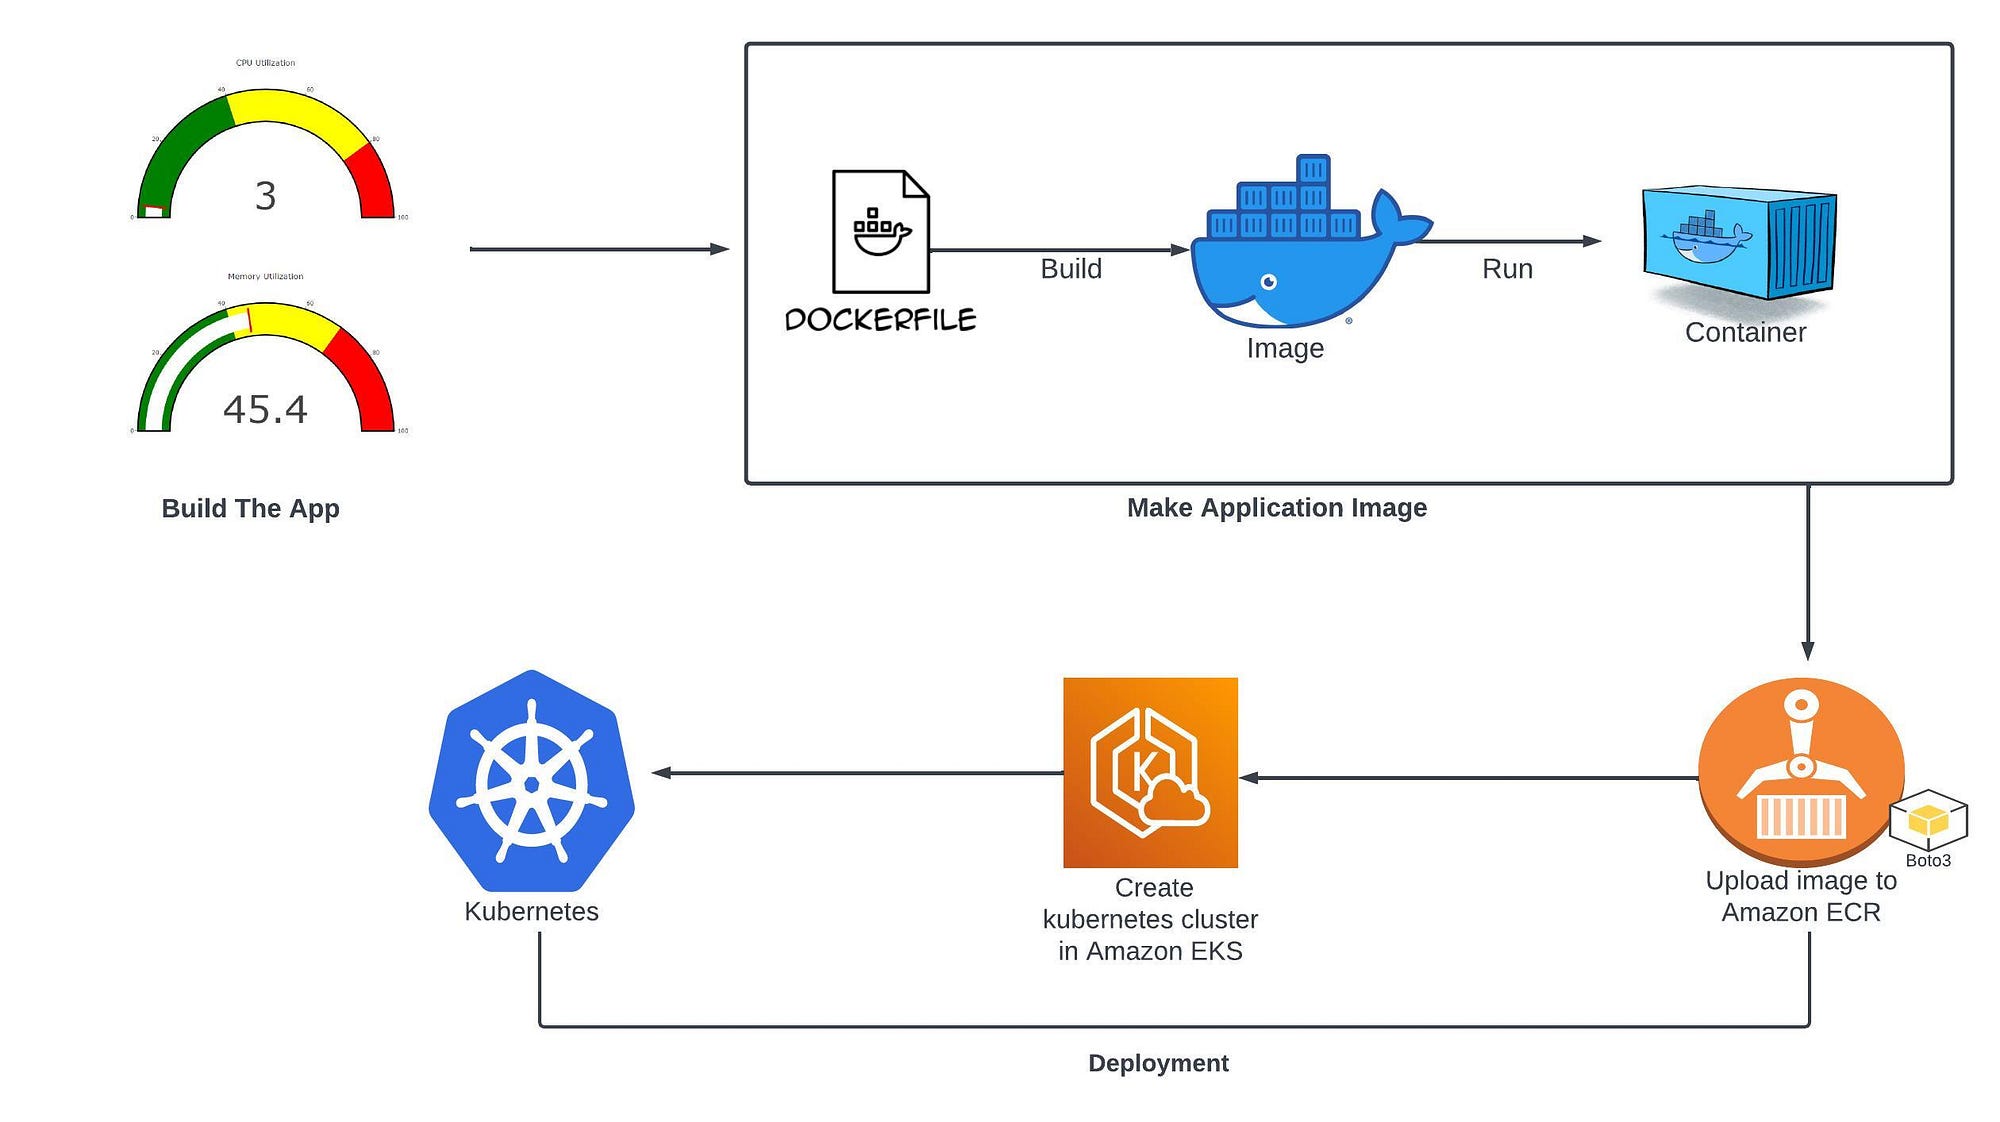 CPU Utilization
40
60
20
80
3
0
100
Memory Utilization
40
60
20
80
45.4
0
100
Build The App
DOCKERFILE
Build
®
Image
Run
Container
Make Application Image
Kubernetes
K
Create
kubernetes cluster
in Amazon EKS
Boto3
Upload image to
Amazon ECR
Deployment